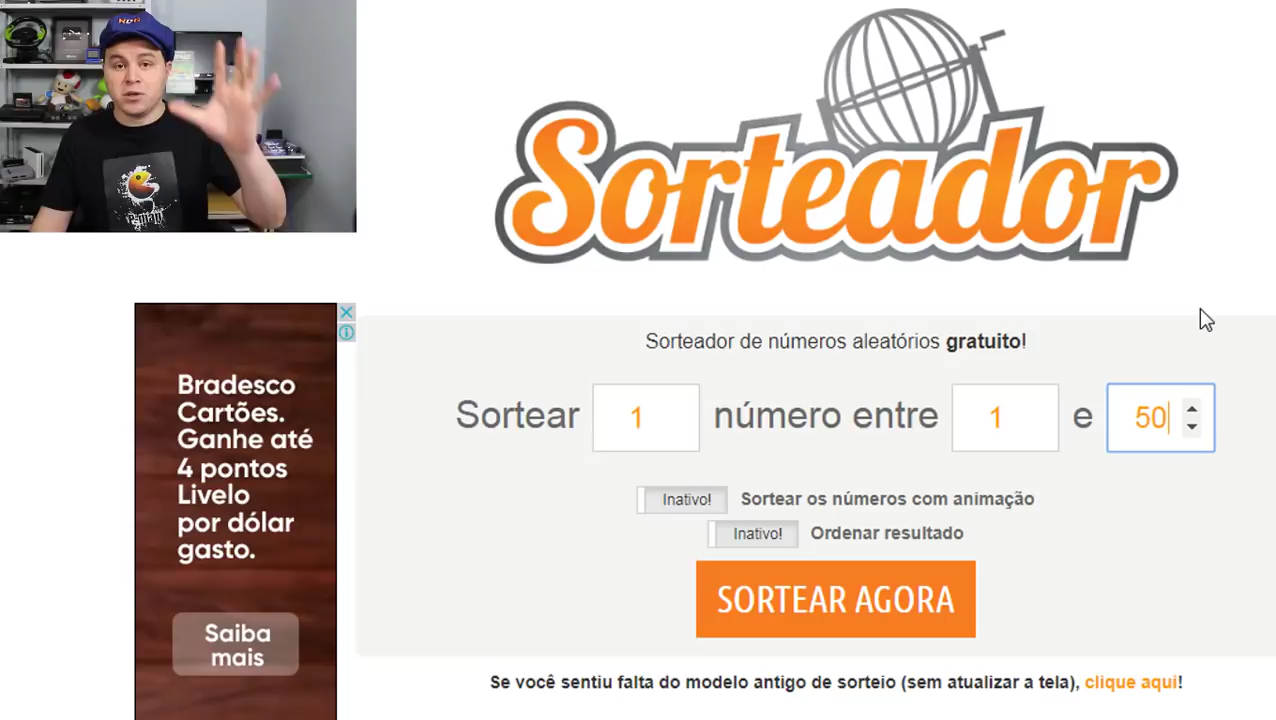 NDG
Sorteador
Bradesco
Cartões.
Ganhe até
4 pontos
Livelo
por dólar
gasto.
Saiba
mais
Sorteador de números aleatórios gratuito!
Sortear 1 número entre 1 e 50
Inativo! Sortear os números com animação
Inativo! Ordenar resultado
SORTEAR AGORA
Se você sentiu falta do modelo antigo de sorteio (sem atualizar a tela), clique aqui!